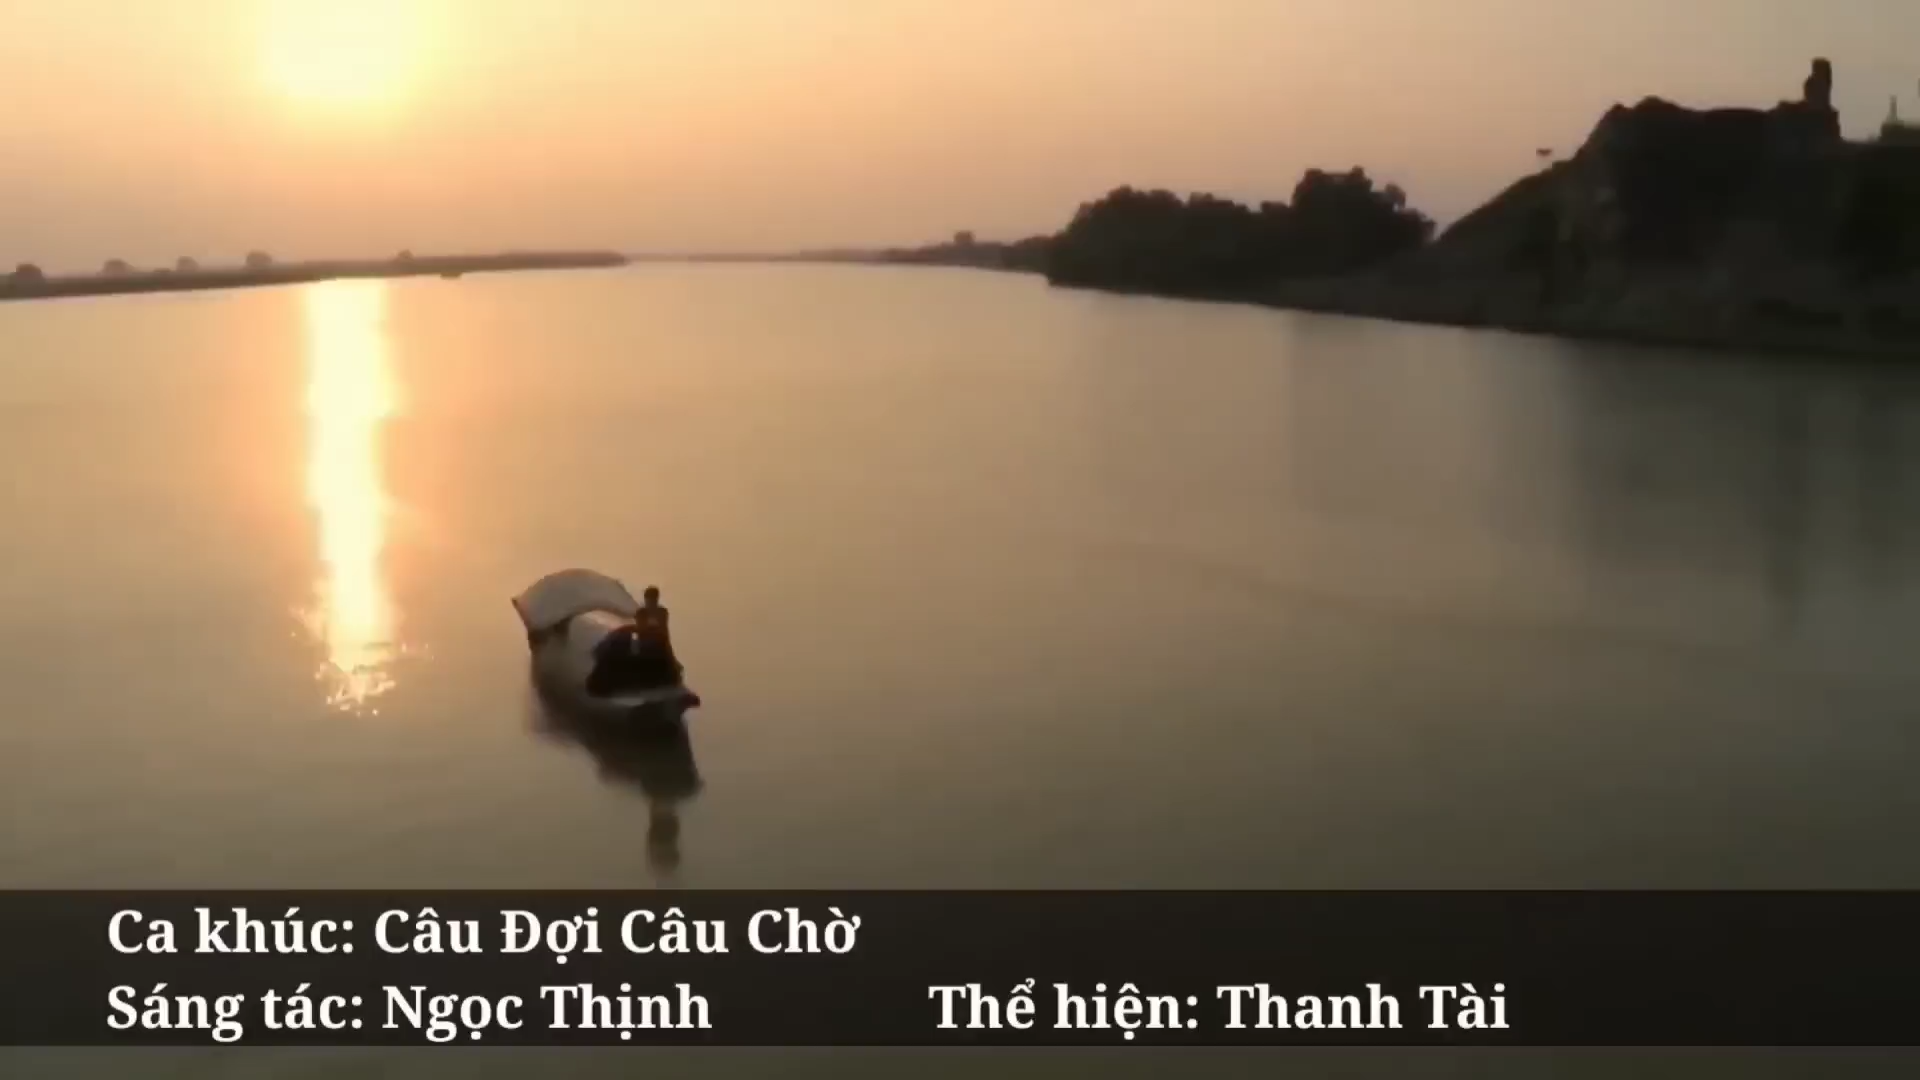 Ca khúc: Câu Đợi Câu Chờ
Sáng tác: Ngọc Thịnh Thể hiện: Thanh Tài